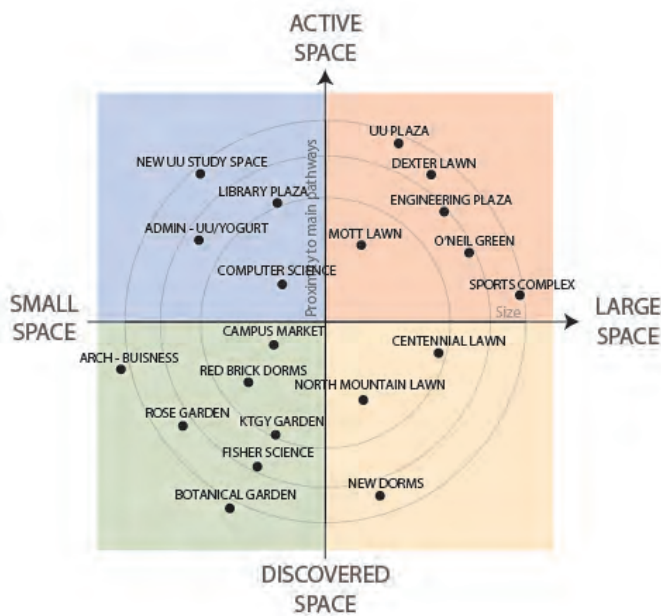 ACTIVE
SPACE
UU PLAZA
NEW UU STUDY SPACE
DEXTER LAWN
LIBRARY PLAZA
ENGINEERING PLAZA
Proximity to main pathways
ADMIN - UU/YOGURT
MOTT LAWN
O'NEIL GREEN
COMPUTER SCIENCE
SPORTS COMPLEX
SMALL
SPACE
Size
LARGE
SPACE
CAMPUS MARKET
CENTENNIAL LAWN
ARCH - BUISNESS
RED BRICK DORMS
NORTH MOUNTAIN LAWN
ROSE GARDEN
KTGY GARDEN
FISHER SCIENCE
BOTANICAL GARDEN
NEW DORMS
DISCOVERED
SPACE